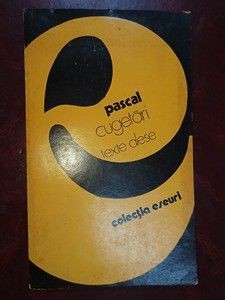 pascal
cugetări
texte alese
colecția eseuri